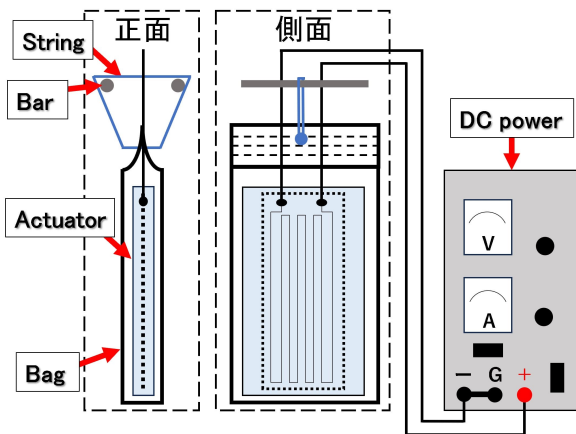 正面
側面
String
Bar
DC power
Actuator
V
A
Bag
− G +